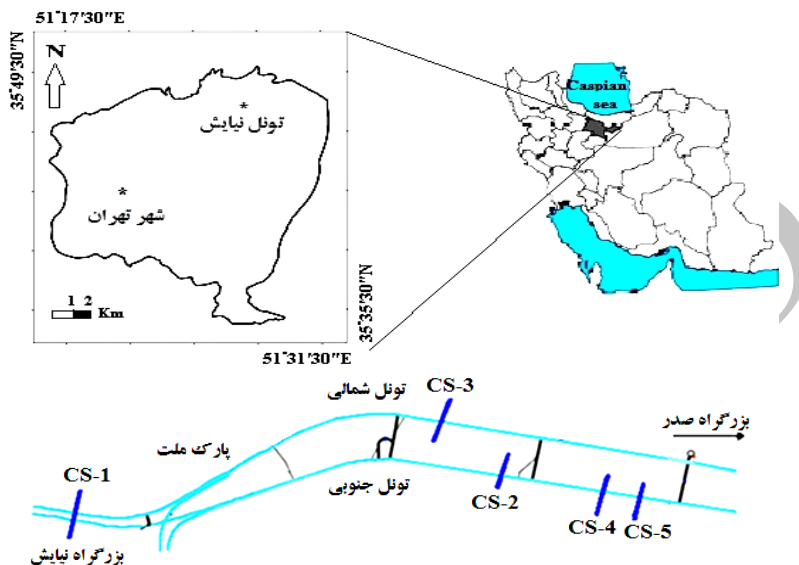 51°17'30"E
35°49'30"N
N
*
تونل نیایش
*
شهر تهران
1 2
Km
35°35'30"N
51°31'30"E
Caspian
sea
تونل شمالی
CS-3
بزرگراه صدر
پارک ملت
CS-1
تونل جنوبی
CS-2
CS-4
CS-5
بزرگراه نیایش